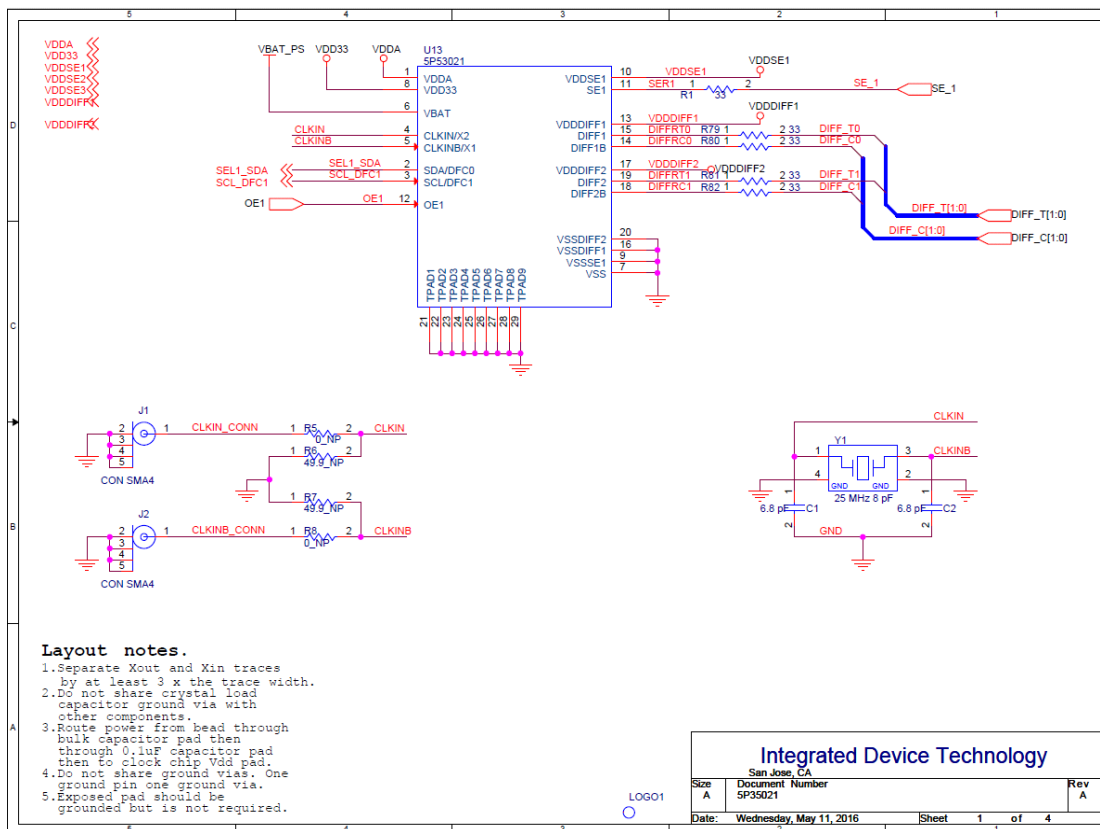 5 4 3 2 1
VDDA
VDD33
VDDSE1
VDDSE2
VDDSE3
VDDDIFF1
VDDDIFF2
VBAT_PS VDD33 VDDA
U13
5P53021
1 VDDA
8 VDD33
6 VBAT
CLKIN 4 CLKIN/X2
CLKINB 5 CLKINB/X1
SEL1_SDA SEL1_SDA 2 SDA/DFC0
SCL_DFC1 SCL_DFC1 3 SCL/DFC1
OE1 OE1 12 OE1
VDDSE1 10 VDDSE1 VDDSE1
SE1 11 SER1 1 R1 33 2 SE_1 SE_1
VDDDIFF1
VDDDIFF1 13 VDDDIFF1
DIFF1 15 DIFFRT0 R79 1 2 33 DIFF_T0
DIFF1B 14 DIFFRC0 R80 1 2 33 DIFF_C0
VDDDIFF2 17 VDDDIFF2 VDDDIFF2
DIFF2 19 DIFFRT1 R81 1 2 33 DIFF_T1
DIFF2B 18 DIFFRC1 R82 1 2 33 DIFF_C1
DIFF_T[1:0] DIFF_T[1:0]
DIFF_C[1:0] DIFF_C[1:0]
VSSDIFF2 20
VSSDIFF1 16
VSSSE1 9
VSS 7
TPAD1 TPAD2 TPAD3 TPAD4 TPAD5 TPAD6 TPAD7 TPAD8 TPAD9
21 22 23 24 25 26 27 28 29
D
C
B
A
J1
2 3 4 5 1 CLKIN_CONN 1 R5 2 CLKIN
0_NP
1 R6 2
49.9_NP
CON SMA4
1 R7 2
49.9_NP
J2
2 3 4 5 1 CLKINB_CONN 1 R8 2 CLKINB
0_NP
CON SMA4
CLKIN
Y1
1 3 CLKINB
4 2
GND GND
25 MHz 8 pF
1 1
6.8 pF C1 6.8 pF C2
2 2
GND
Layout notes.
1.Separate Xout and Xin traces
by at least 3 x the trace width.
2.Do not share crystal load
capacitor ground via with
other components.
3.Route power from bead through
bulk capacitor pad then
through 0.1uF capacitor pad
then to clock chip Vdd pad.
4.Do not share ground vias. One
ground pin one ground via.
5.Exposed pad should be
grounded but is not required.
LOGO1
Integrated Device Technology
San Jose, CA
Size Document Number Rev
A 5P35021 A
Date: Wednesday, May 11, 2016 Sheet 1 of 4
5 4 3 2 1